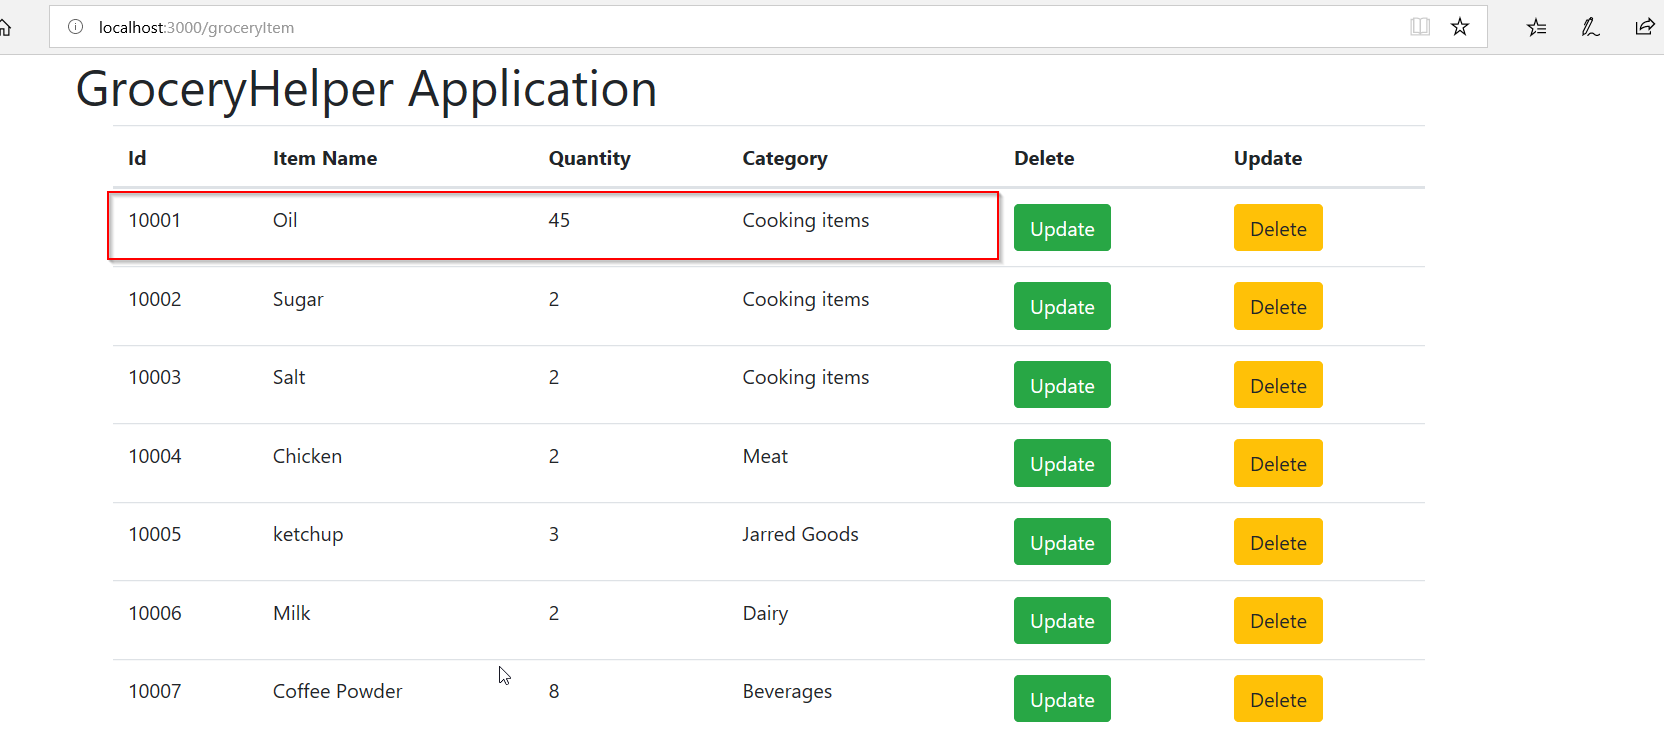 localhost:3000/groceryItem
GroceryHelper Application
Id Item Name Quantity Category Delete Update
10001 Oil 45 Cooking items Update Delete
10002 Sugar 2 Cooking items Update Delete
10003 Salt 2 Cooking items Update Delete
10004 Chicken 2 Meat Update Delete
10005 ketchup 3 Jarred Goods Update Delete
10006 Milk 2 Dairy Update Delete
10007 Coffee Powder 8 Beverages Update Delete